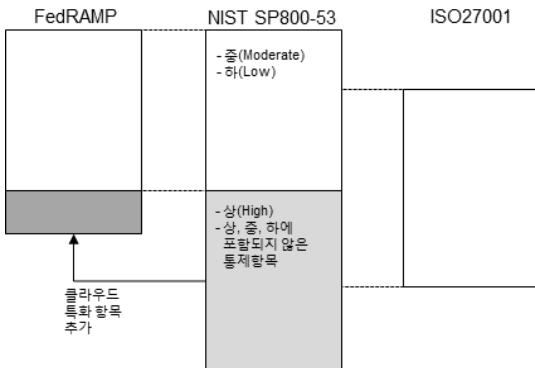 FedRAMP
NIST SP800-53
ISO27001
- 중(Moderate)
- 하(Low)
- 상(High)
- 상, 중, 하에
포함되지 않은
통제항목
클라우드
특화 항목
추가